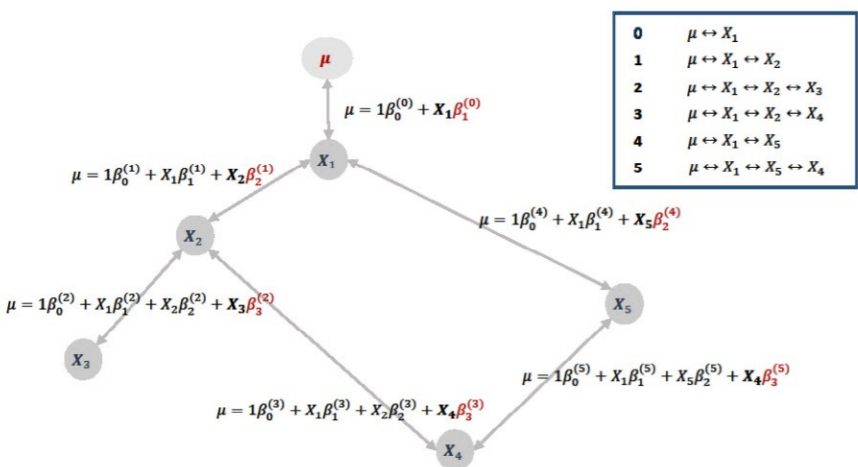 0 μ ↔ X₁
1 μ ↔ X₁ ↔ X₂
2 μ ↔ X₁ ↔ X₂ ↔ X₃
3 μ ↔ X₁ ↔ X₂ ↔ X₄
4 μ ↔ X₁ ↔ X₅
5 μ ↔ X₁ ↔ X₅ ↔ X₄
μ
μ = 1β₀⁽⁰⁾ + X₁β₁⁽⁰⁾
X₁
μ = 1β₀⁽¹⁾ + X₁β₁⁽¹⁾ + X₂β₂⁽¹⁾
μ = 1β₀⁽⁴⁾ + X₁β₁⁽⁴⁾ + X₅β₂⁽⁴⁾
X₂
μ = 1β₀⁽²⁾ + X₁β₁⁽²⁾ + X₂β₂⁽²⁾ + X₃β₃⁽²⁾
X₅
X₃
μ = 1β₀⁽⁵⁾ + X₁β₁⁽⁵⁾ + X₅β₂⁽⁵⁾ + X₄β₃⁽⁵⁾
μ = 1β₀⁽³⁾ + X₁β₁⁽³⁾ + X₂β₂⁽³⁾ + X₄β₃⁽³⁾
X₄